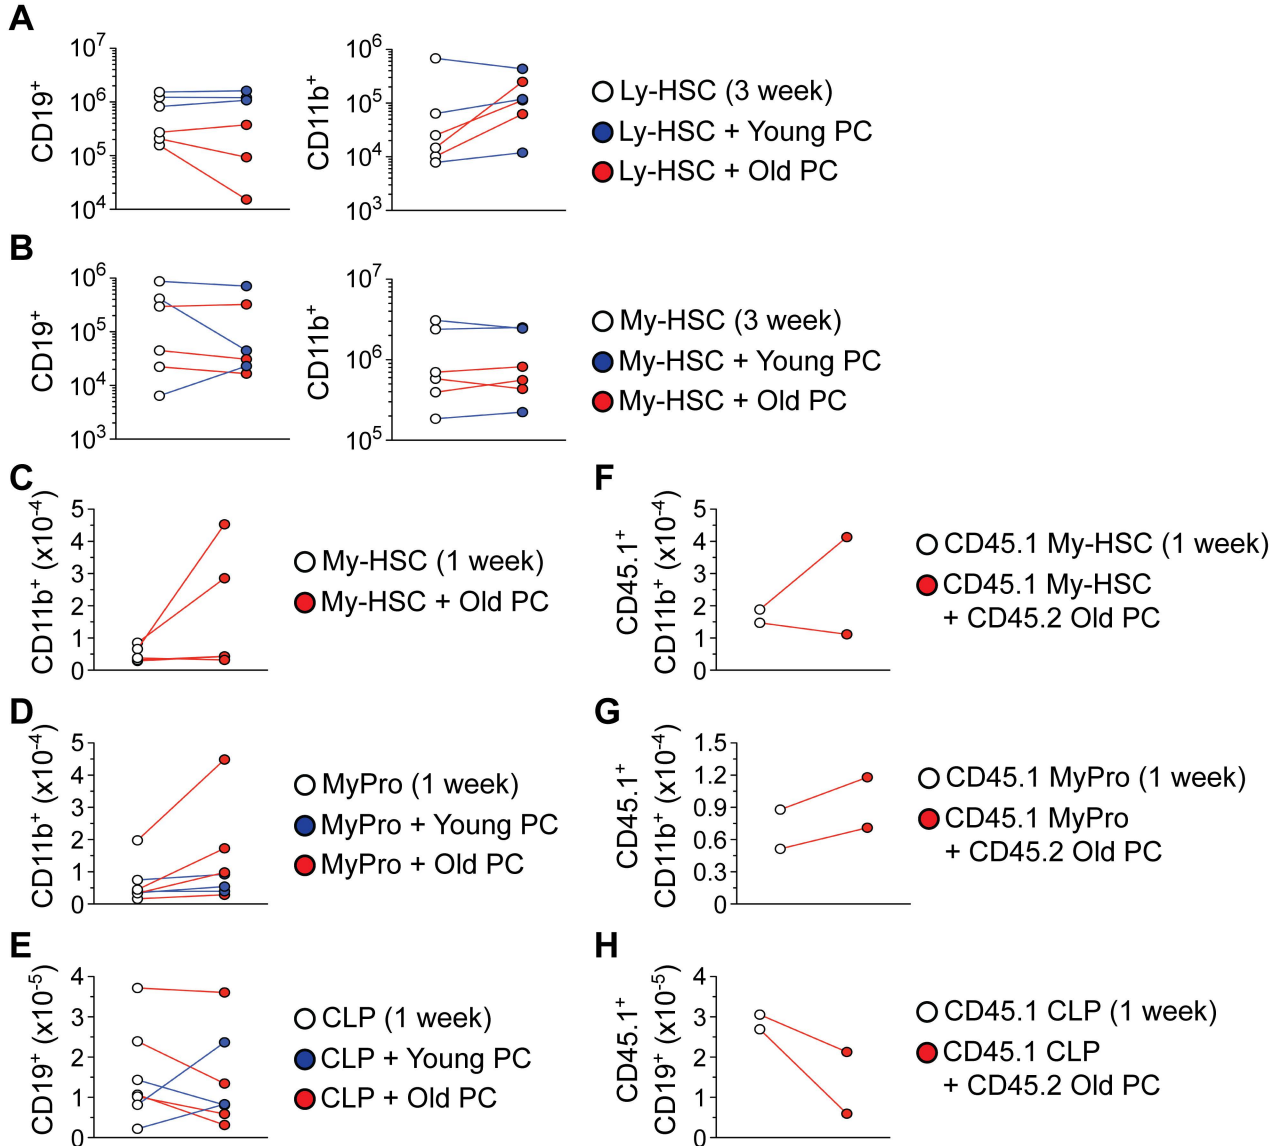 A
CD19+
10^7
10^6
10^5
10^4
CD11b+
10^6
10^5
10^4
10^3
Ly-HSC (3 week)
Ly-HSC + Young PC
Ly-HSC + Old PC
B
CD19+
10^6
10^5
10^4
10^3
CD11b+
10^7
10^6
10^5
My-HSC (3 week)
My-HSC + Young PC
My-HSC + Old PC
C
CD11b+ (x10^-4)
5
4
3
2
1
0
My-HSC (1 week)
My-HSC + Old PC
D
CD11b+ (x10^-4)
5
4
3
2
1
0
MyPro (1 week)
MyPro + Young PC
MyPro + Old PC
E
CD19+ (x10^-5)
4
3
2
1
0
CLP (1 week)
CLP + Young PC
CLP + Old PC
F
CD45.1+
CD11b+ (x10^-4)
5
4
3
2
1
0
CD45.1 My-HSC (1 week)
CD45.1 My-HSC
+ CD45.2 Old PC
G
CD45.1+
CD11b+ (x10^-4)
1.5
1.2
0.9
0.6
0.3
0
CD45.1 MyPro (1 week)
CD45.1 MyPro
+ CD45.2 Old PC
H
CD45.1+
CD19+ (x10^-5)
4
3
2
1
0
CD45.1 CLP (1 week)
CD45.1 CLP
+ CD45.2 Old PC